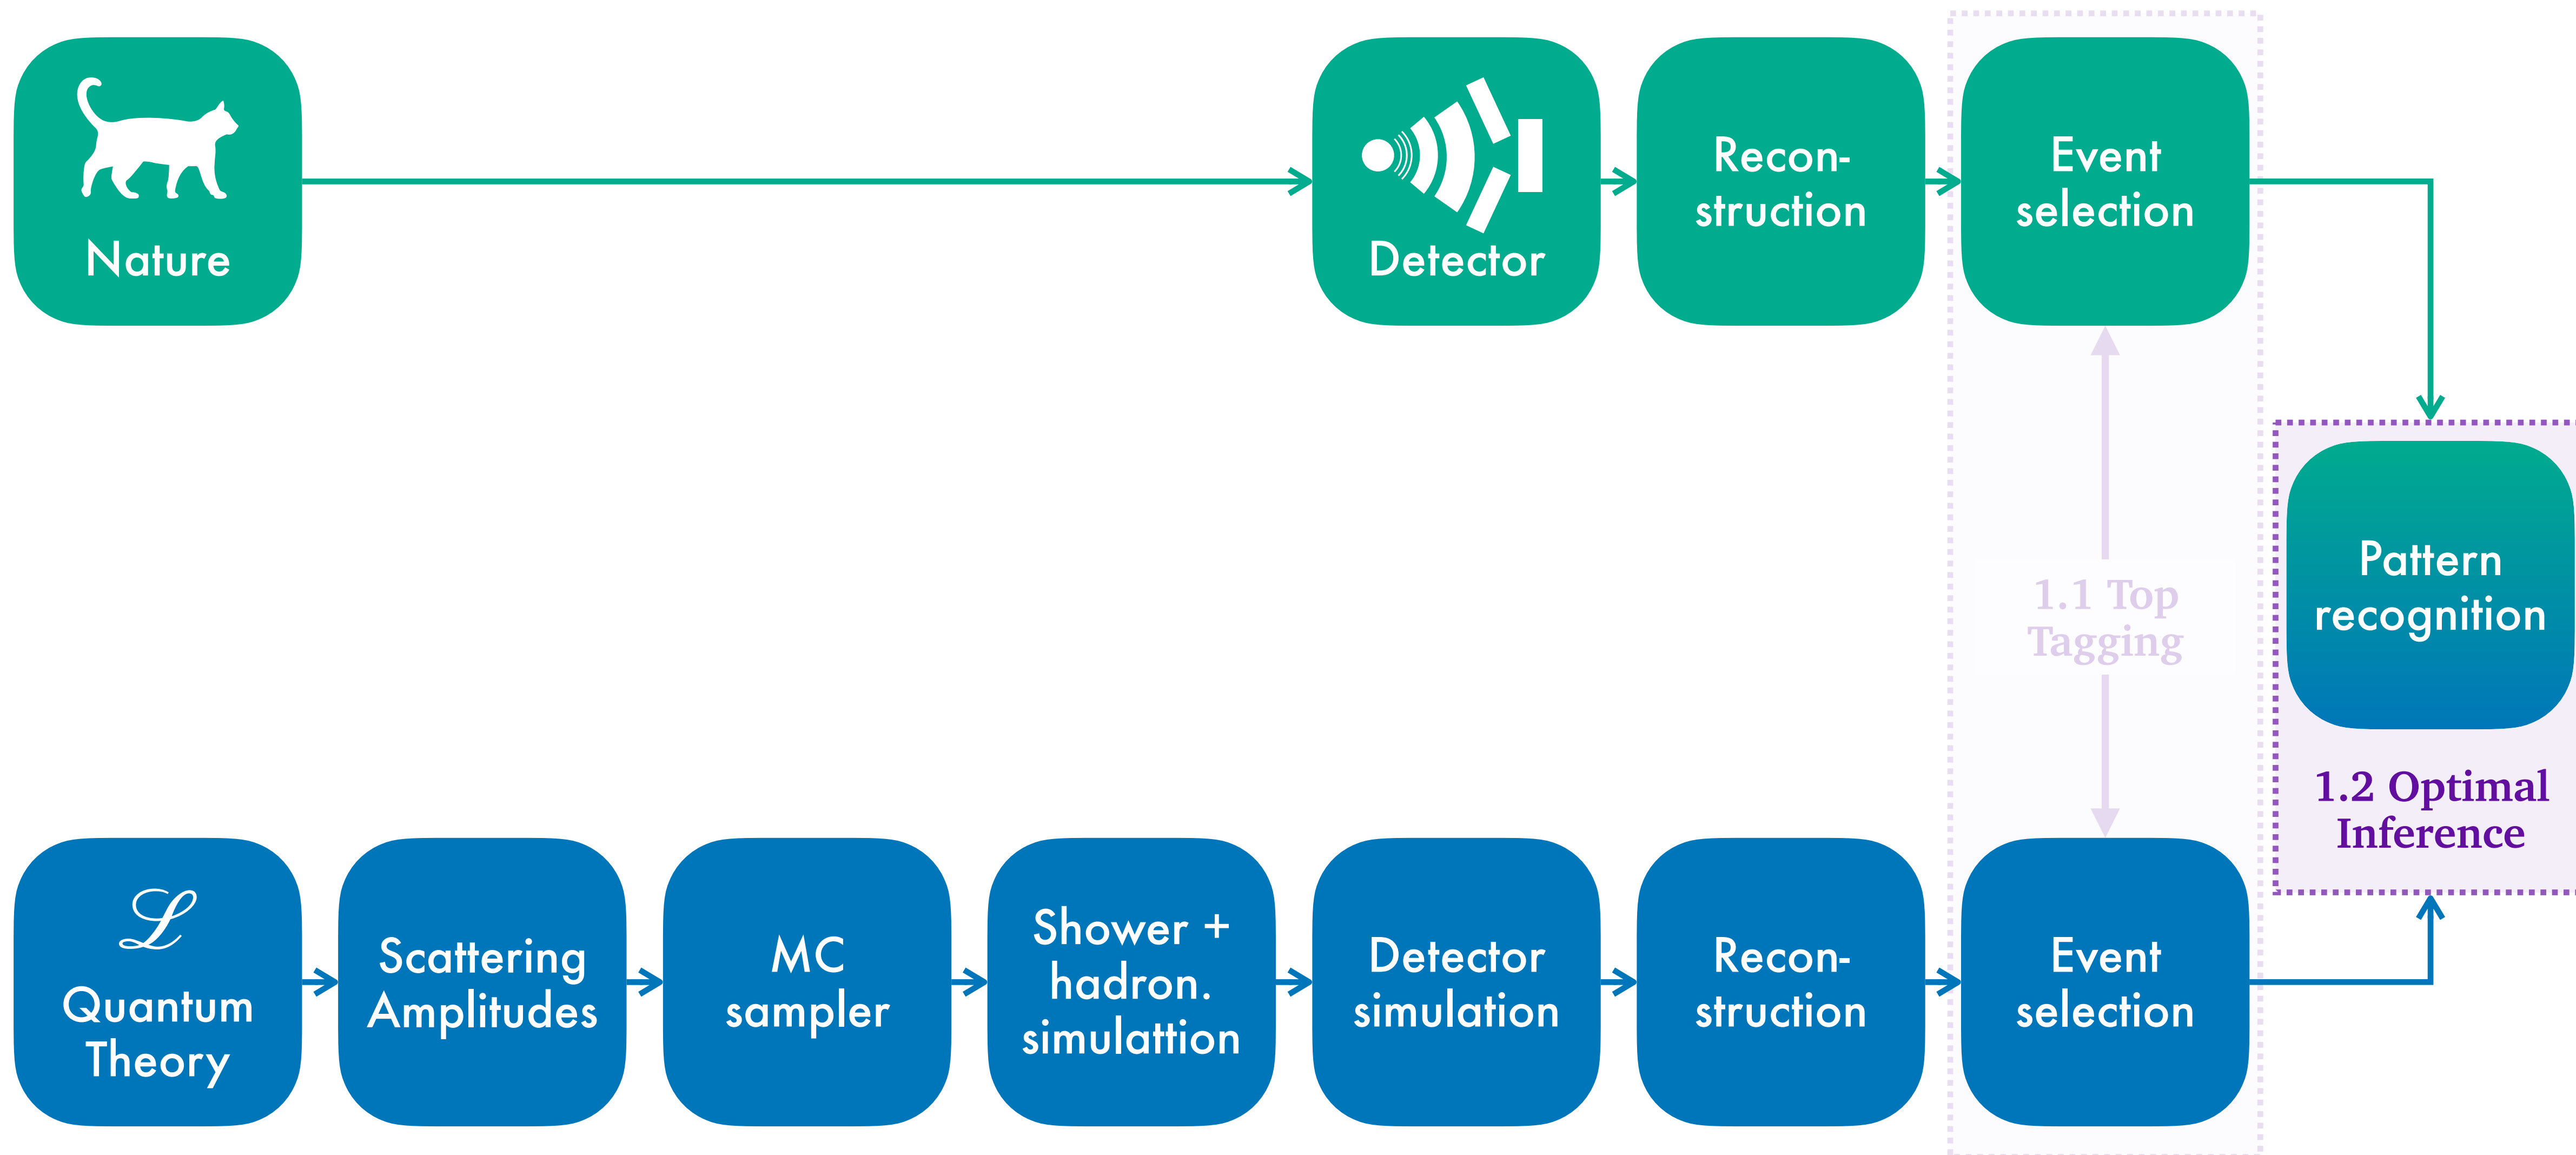 Nature
Detector
Recon-
struction
Event
selection
Pattern
recognition
1.1 Top
Tagging
1.2 Optimal
Inference
ℒ
Quantum
Theory
Scattering
Amplitudes
MC
sampler
Shower +
hadron.
simulattion
Detector
simulation
Recon-
struction
Event
selection